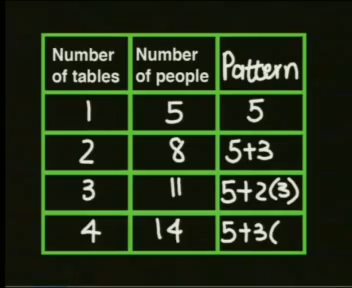 Number of tables Number of people Pattern
1 5 5
2 8 5+3
3 11 5+2(3)
4 14 5+3(